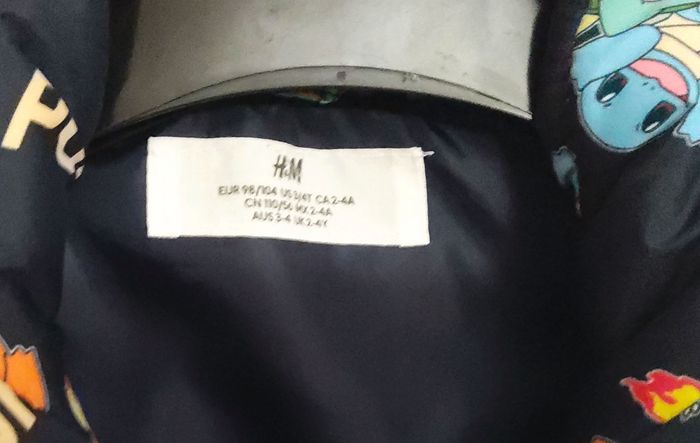 H&M
EUR 98/104 US 3/4T CA 2-4A
CN 110/56 MX 2-4A
AUS 3-4 UK 2-4Y